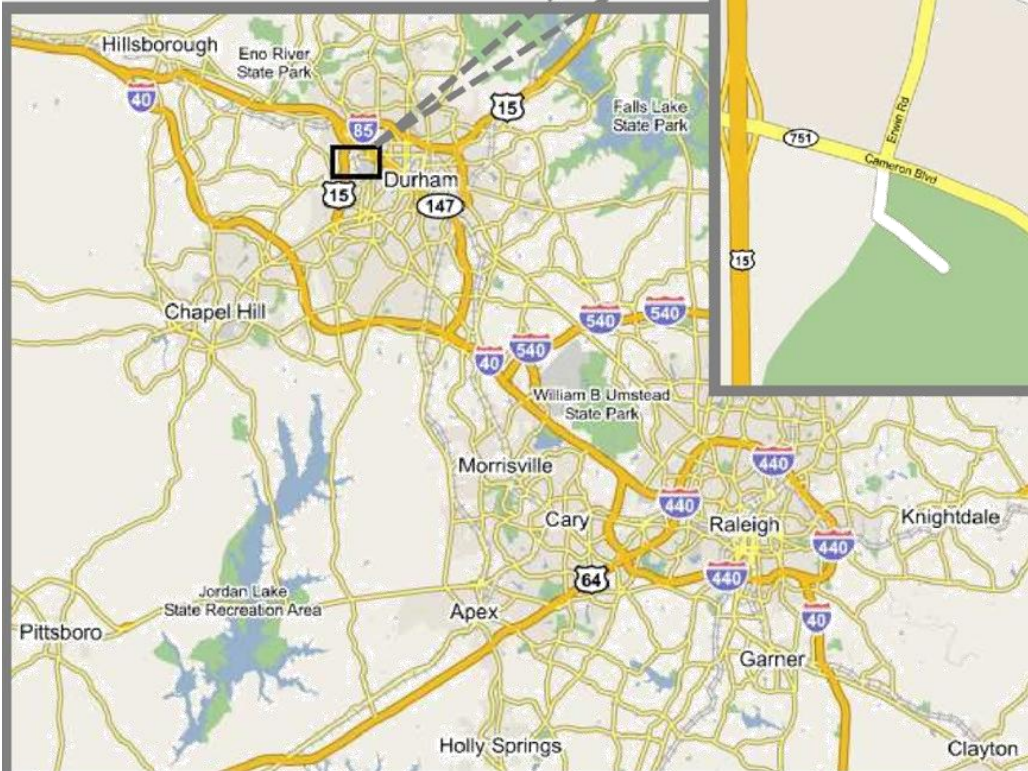 Hillsborough
Eno River
State Park
40
85
15
Falls Lake
State Park
Durham
15
147
Chapel Hill
540
540
540
40
William B Umstead
State Park
Morrisville
440
440
Cary
Raleigh
Knightdale
440
64
440
Jordan Lake
State Recreation Area
Apex
40
Pittsboro
Garner
Holly Springs
Clayton
Erwin Rd
751
Cameron Blvd
15